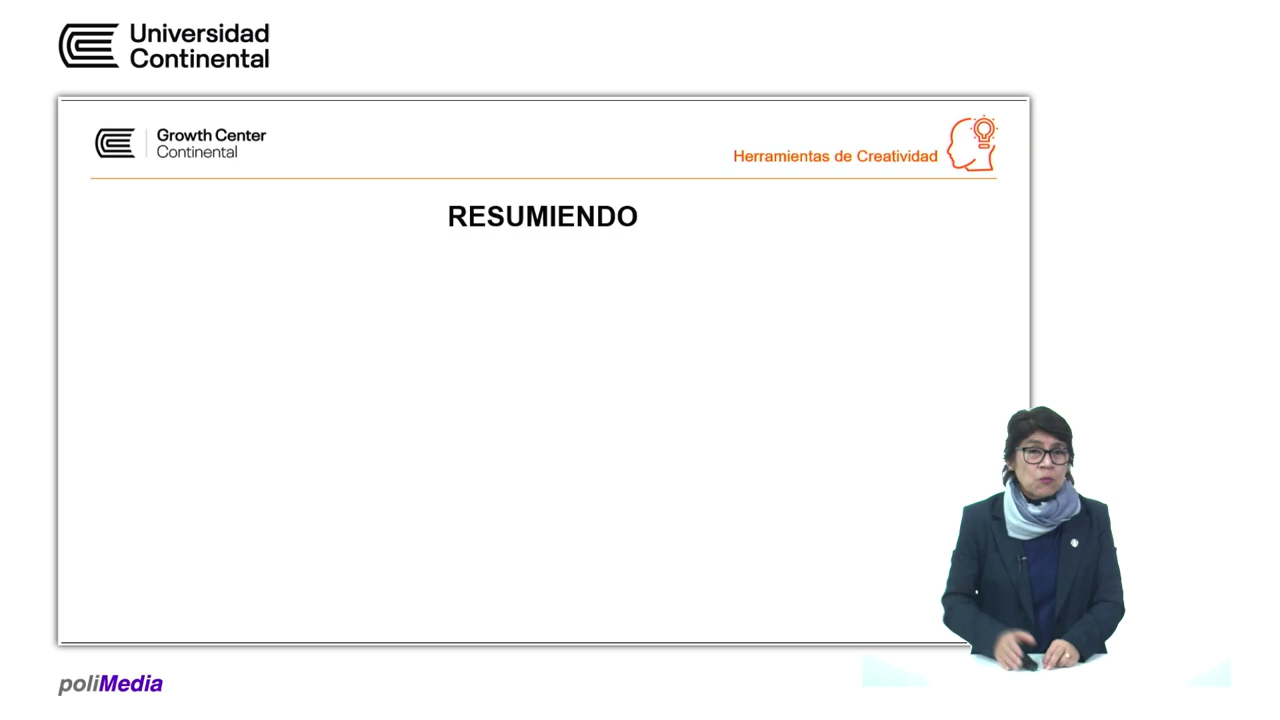 Universidad
Continental
Growth Center
Continental
Herramientas de Creatividad
RESUMIENDO
poliMedia